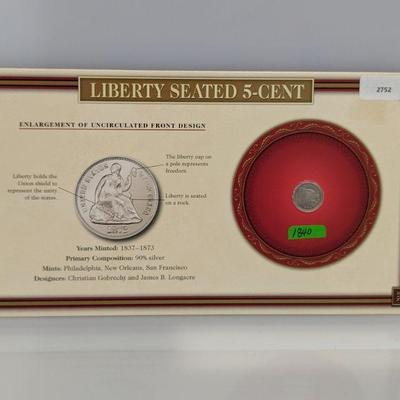 LIBERTY SEATED 5-CENT
2752
ENLARGEMENT OF UNCIRCULATED FRONT DESIGN
The liberty cap on
a pole represents
freedom.
Liberty holds the
Union shield to
represent the unity
of the states.
Liberty is seated
on a rock.
UNITED STATES
Years Minted: 1837–1873
Primary Composition: 90% silver
Mints: Philadelphia, New Orleans, San Francisco
Designers: Christian Gobrecht and James B. Longacre
1840